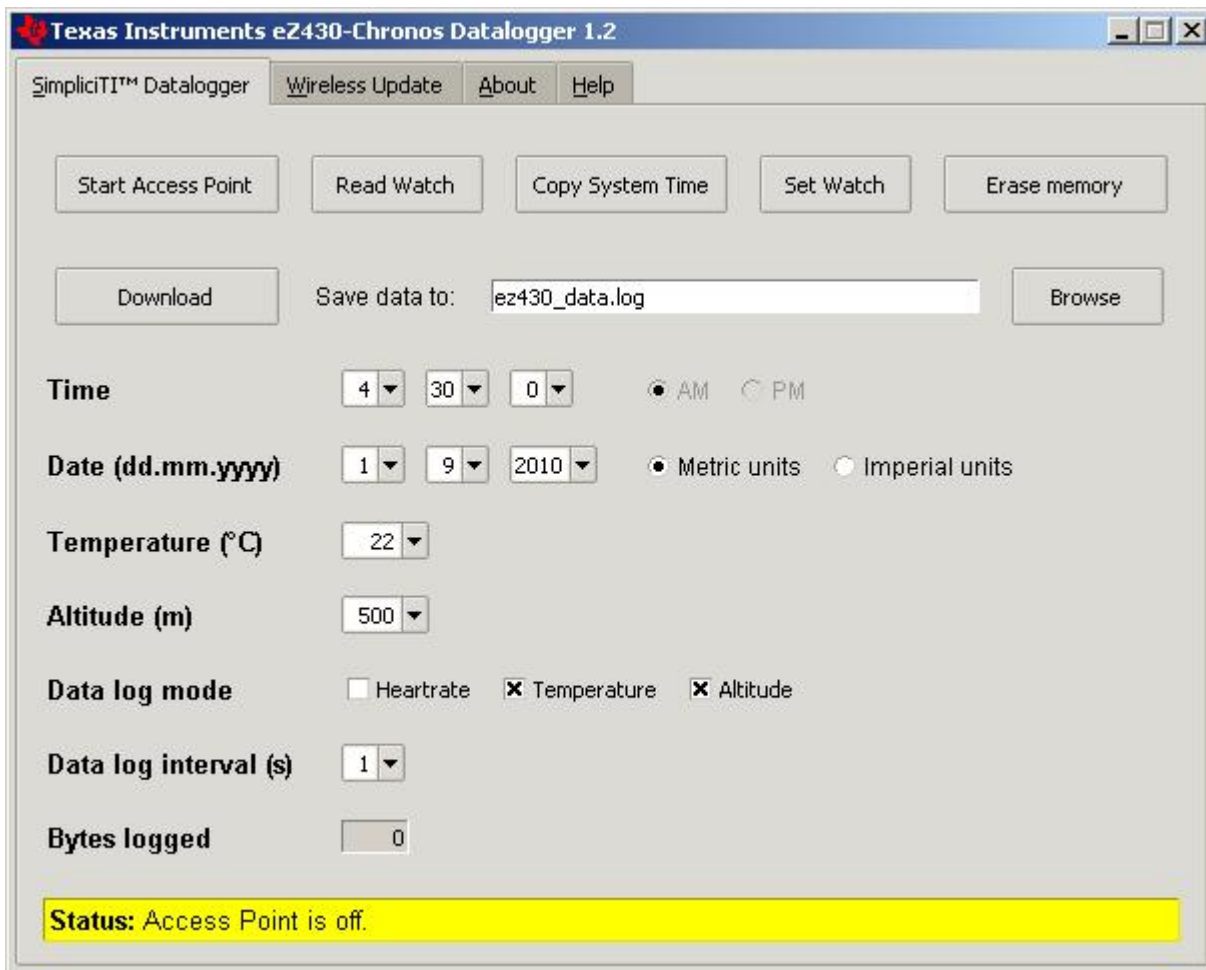 Texas Instruments eZ430-Chronos Datalogger 1.2
SimpliciTI™ Datalogger Wireless Update About Help
Start Access Point Read Watch Copy System Time Set Watch Erase memory
Download Save data to: ez430_data.log Browse
Time 4 30 0 AM PM
Date (dd.mm.yyyy) 1 9 2010 Metric units Imperial units
Temperature (°C) 22
Altitude (m) 500
Data log mode Heartrate Temperature Altitude
Data log interval (s) 1
Bytes logged 0
Status: Access Point is off.